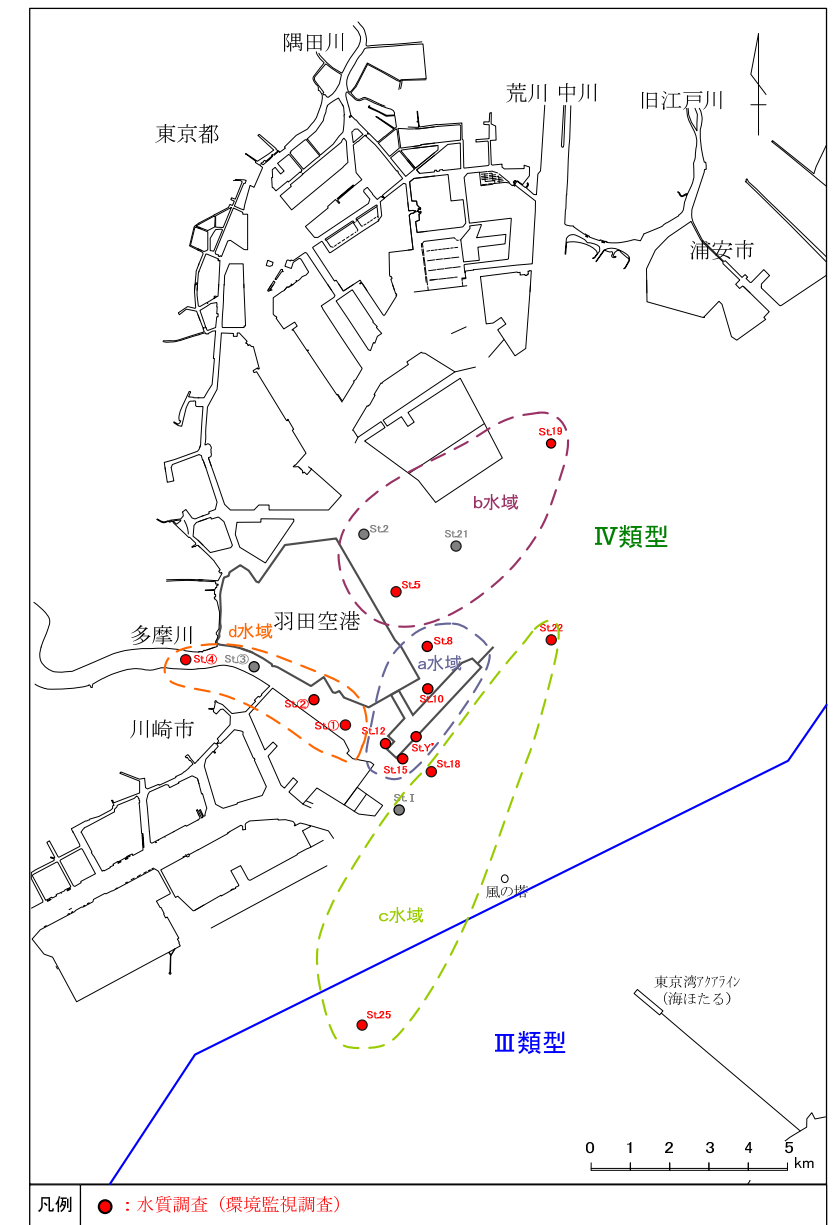 隅田川
荒川 中川
旧江戸川
東京都
浦安市
St.19
b水域
St.2
St.21
Ⅳ類型
St.5
羽田空港
多摩川
d水域
St.8
St.22
St.④
St.③
a水域
St.10
St.②
川崎市
St.①
St.12
St.Y'
St.15
St.18
St.I
風の塔
c水域
東京湾アクアライン
(海ほたる)
St.25
Ⅲ類型
0 1 2 3 4 5
km
凡例
：水質調査（環境監視調査）